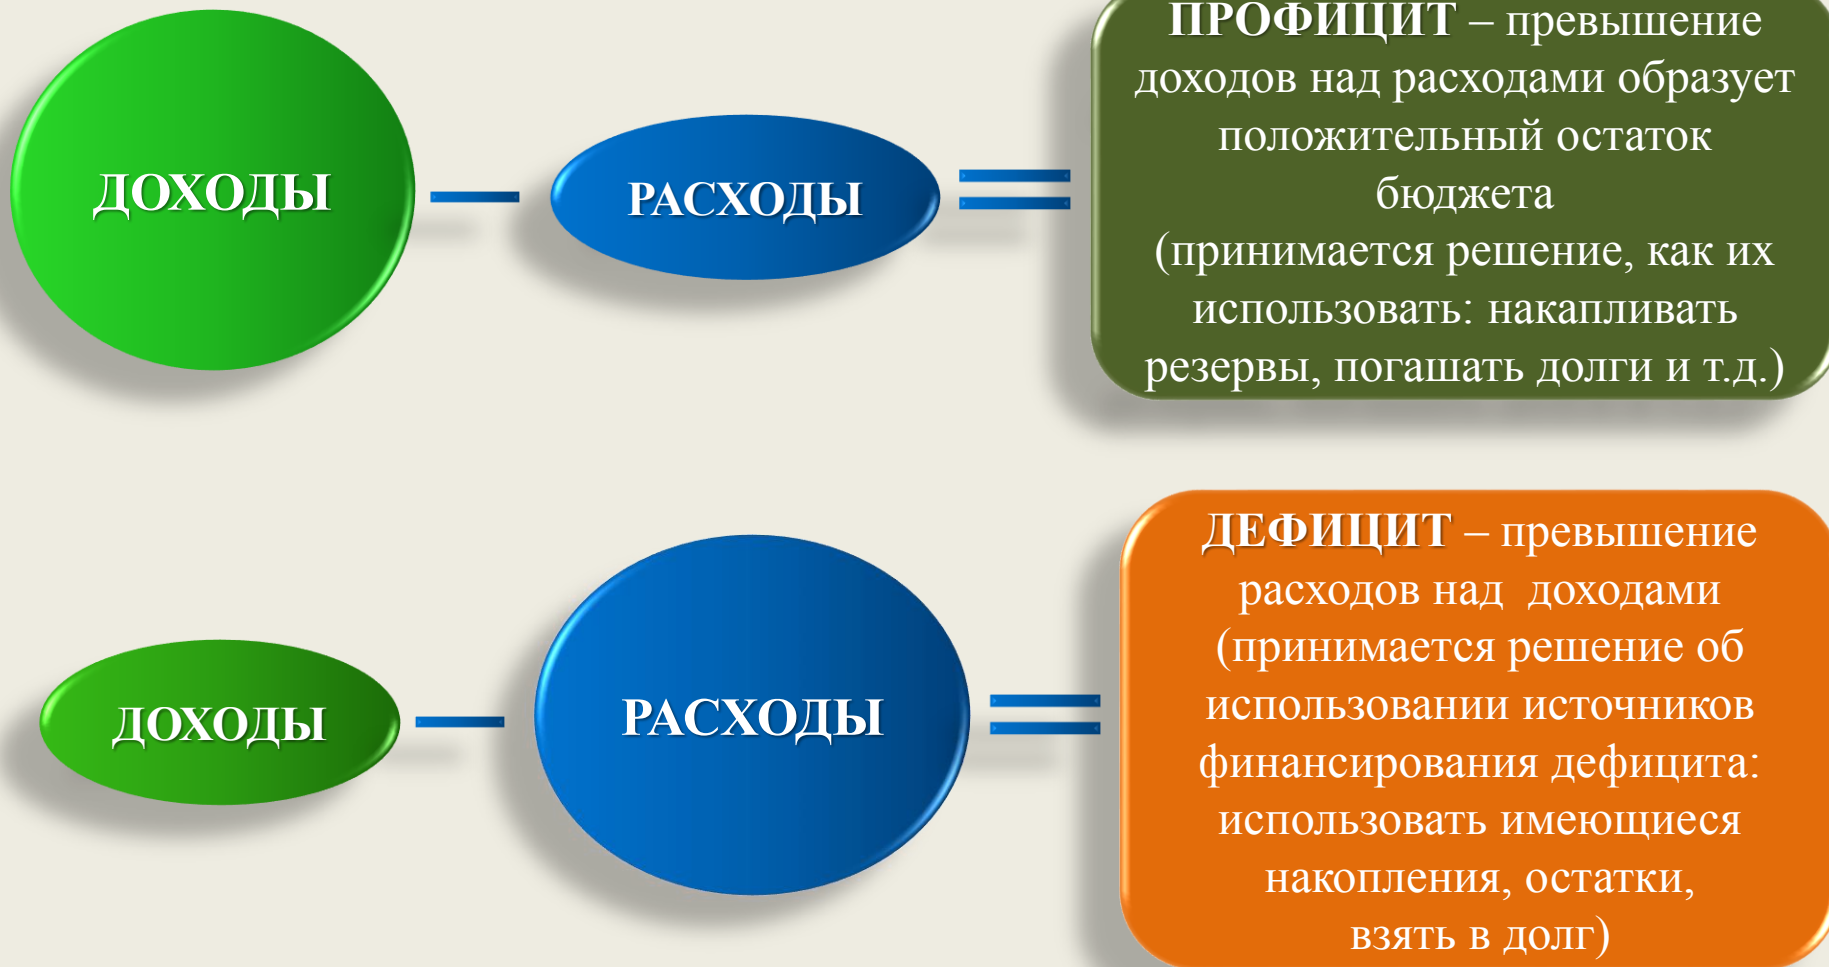 ДОХОДЫ
РАСХОДЫ
ПРОФИЦИТ – превышение
доходов над расходами образует
положительный остаток
бюджета
(принимается решение, как их
использовать: накапливать
резервы, погашать долги и т.д.)
ДОХОДЫ
РАСХОДЫ
ДЕФИЦИТ – превышение
расходов над доходами
(принимается решение об
использовании источников
финансирования дефицита:
использовать имеющиеся
накопления, остатки,
взять в долг)